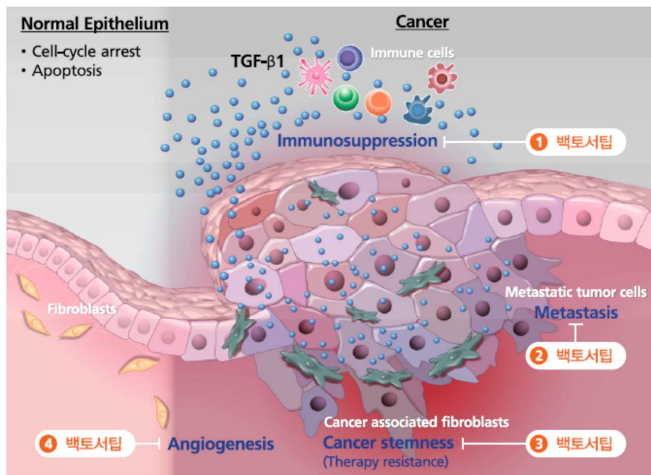 Normal Epithelium
• Cell-cycle arrest
• Apoptosis
Cancer
TGF-β1
Immune cells
Immunosuppression
1 백토서팁
Fibroblasts
Metastatic tumor cells
Metastasis
2 백토서팁
Cancer associated fibroblasts
Cancer stemness
(Therapy resistance)
3 백토서팁
4 백토서팁
Angiogenesis